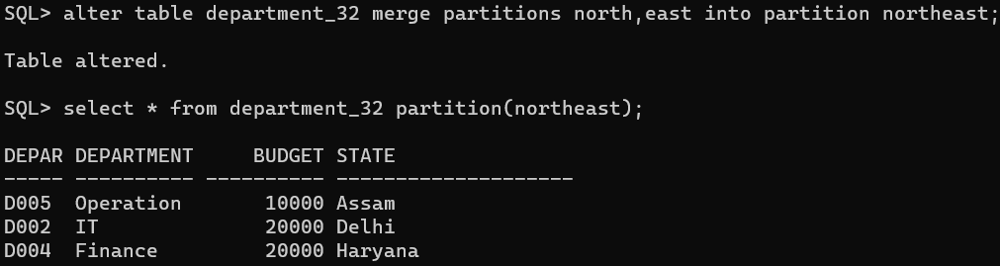 SQL> alter table department_32 merge partitions north,east into partition northeast;
Table altered.
SQL> select * from department_32 partition(northeast);
DEPAR DEPARTMENT     BUDGET STATE
----- ---------- ---------- --------------------
D005  Operation       10000 Assam
D002  IT              20000 Delhi
D004  Finance         20000 Haryana